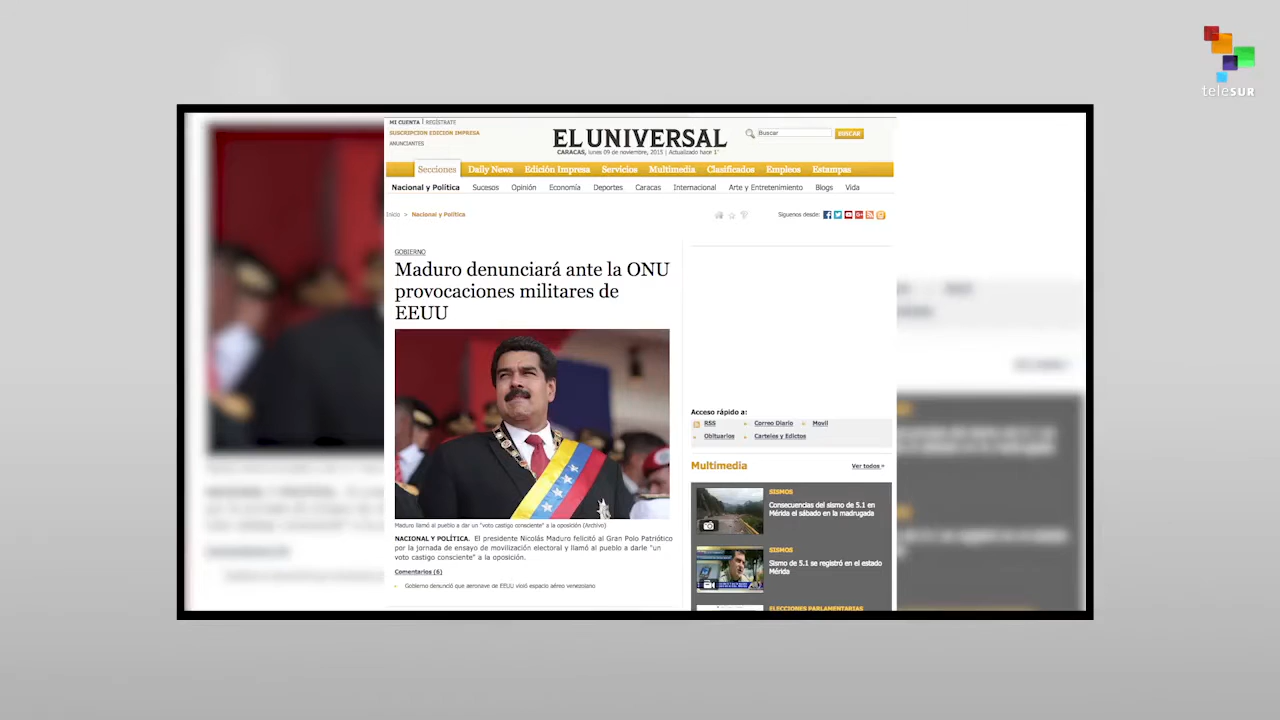 teleSUR
MI CUENTA | REGÍSTRATE
SUSCRIPCION EDICION IMPRESA
ANUNCIANTES
EL UNIVERSAL
CARACAS, lunes 09 de noviembre, 2015 | Actualizado hace 1'
Buscar
BUSCAR
Secciones Daily News Edición Impresa Servicios Multimedia Clasificados Empleos Estampas
Nacional y Política Sucesos Opinión Economía Deportes Caracas Internacional Arte y Entretenimiento Blogs Vida
Inicio > Nacional y Política
Síguenos desde:
GOBIERNO
Maduro denunciará ante la ONU
provocaciones militares de
EEUU
Maduro llamó al pueblo a dar un "voto castigo consciente" a la oposición (Archivo)
NACIONAL Y POLÍTICA. El presidente Nicolás Maduro felicitó al Gran Polo Patriótico
por la jornada de ensayo de movilización electoral y llamó al pueblo a darle "un
voto castigo consciente" a la oposición.
Comentarios (6)
Gobierno denunció que aeronave de EEUU violó espacio aéreo venezolano
Acceso rápido a:
RSS Correo Diario Movil
Obituarios Carteles y Edictos
Multimedia
Ver todos »
SISMOS
Consecuencias del sismo de 5.1 en
Mérida el sábado en la madrugada
SISMOS
Sismo de 5.1 se registró en el estado
Mérida
ELECCIONES PARLAMENTARIAS